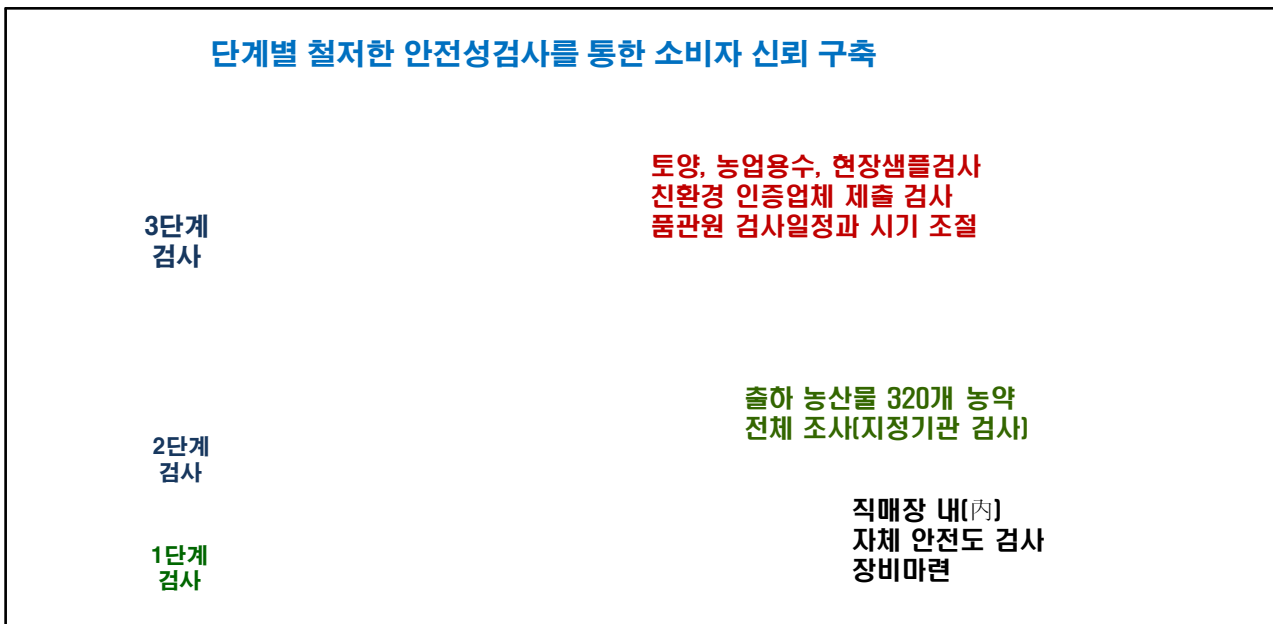 단계별 철저한 안전성검사를 통한 소비자 신뢰 구축
3단계
검사
토양, 농업용수, 현장샘플검사
친환경 인증업체 제출 검사
품관원 검사일정과 시기 조절
2단계
검사
출하 농산물 320개 농약
전체 조사(지정기관 검사)
1단계
검사
직매장 내(內)
자체 안전도 검사
장비마련